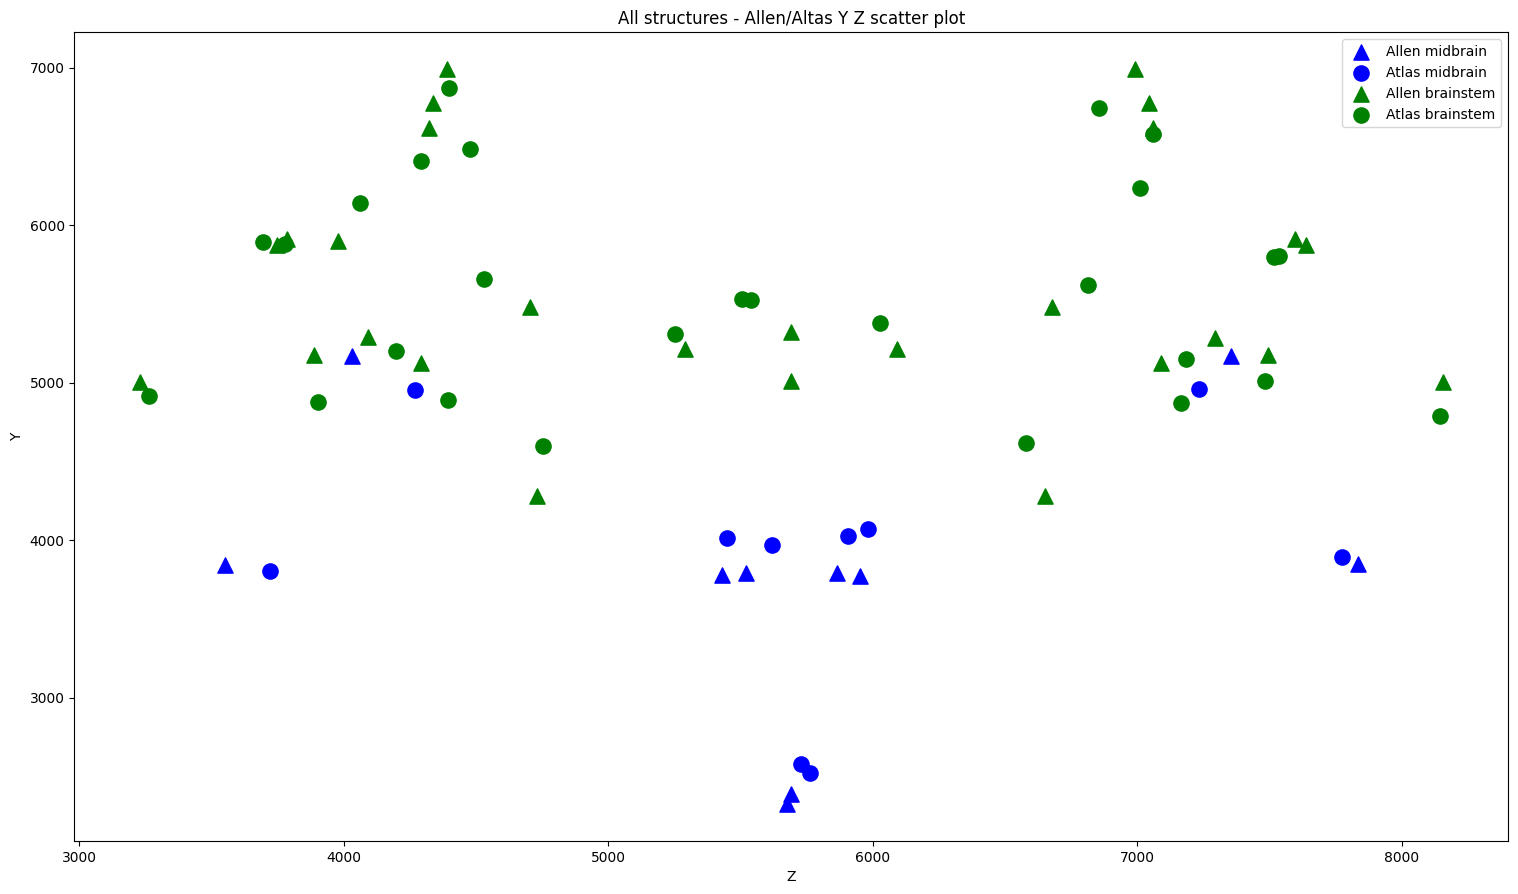 All structures - Allen/Altas Y Z scatter plot
Allen midbrain
Atlas midbrain
Allen brainstem
Atlas brainstem
7000
6000
5000
4000
3000
Y
3000 4000 5000 6000 7000 8000
Z